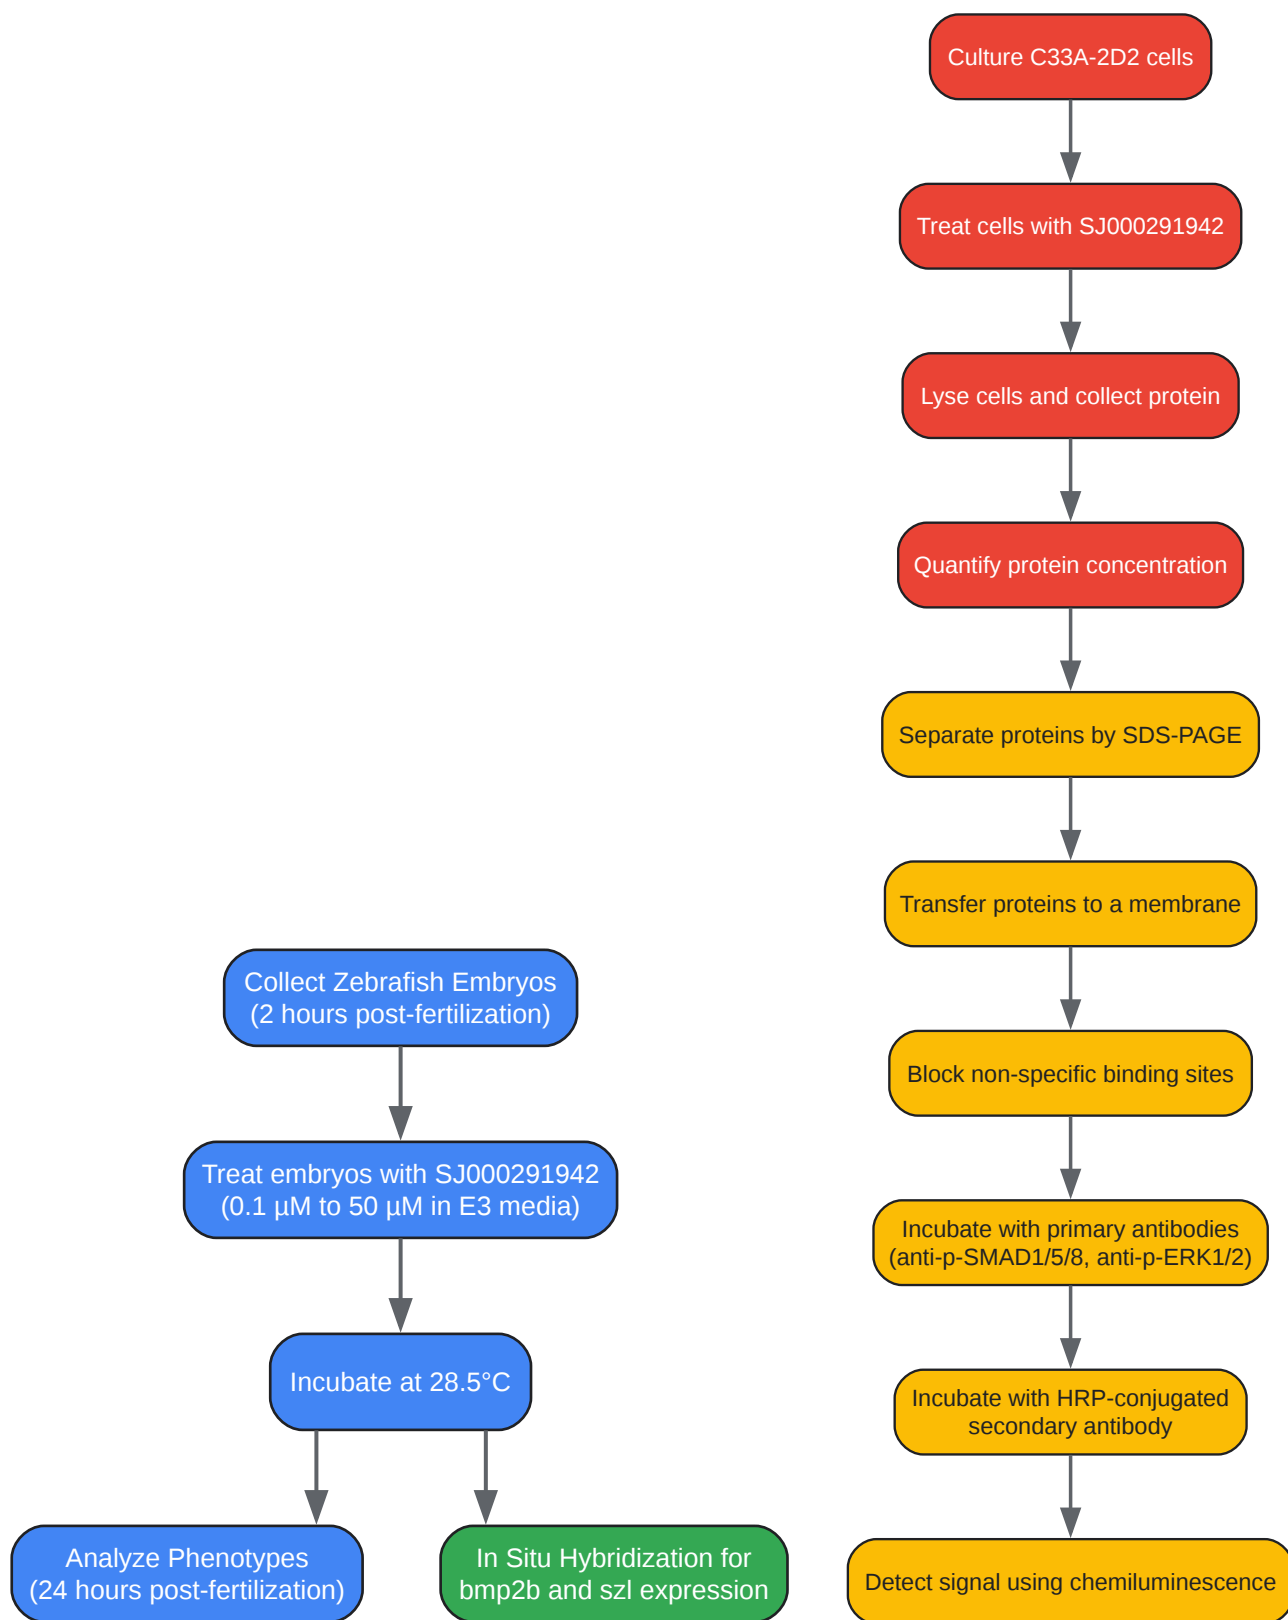 Culture C33A-2D2 cells
Treat cells with SJ000291942
Lyse cells and collect protein
Quantify protein concentration
Separate proteins by SDS-PAGE
Transfer proteins to a membrane
Block non-specific binding sites
Incubate with primary antibodies
(anti-p-SMAD1/5/8, anti-p-ERK1/2)
Incubate with HRP-conjugated
secondary antibody
Detect signal using chemiluminescence
Collect Zebrafish Embryos
(2 hours post-fertilization)
Treat embryos with SJ000291942
(0.1 µM to 50 µM in E3 media)
Incubate at 28.5°C
Analyze Phenotypes
(24 hours post-fertilization)
In Situ Hybridization for
bmp2b and szl expression